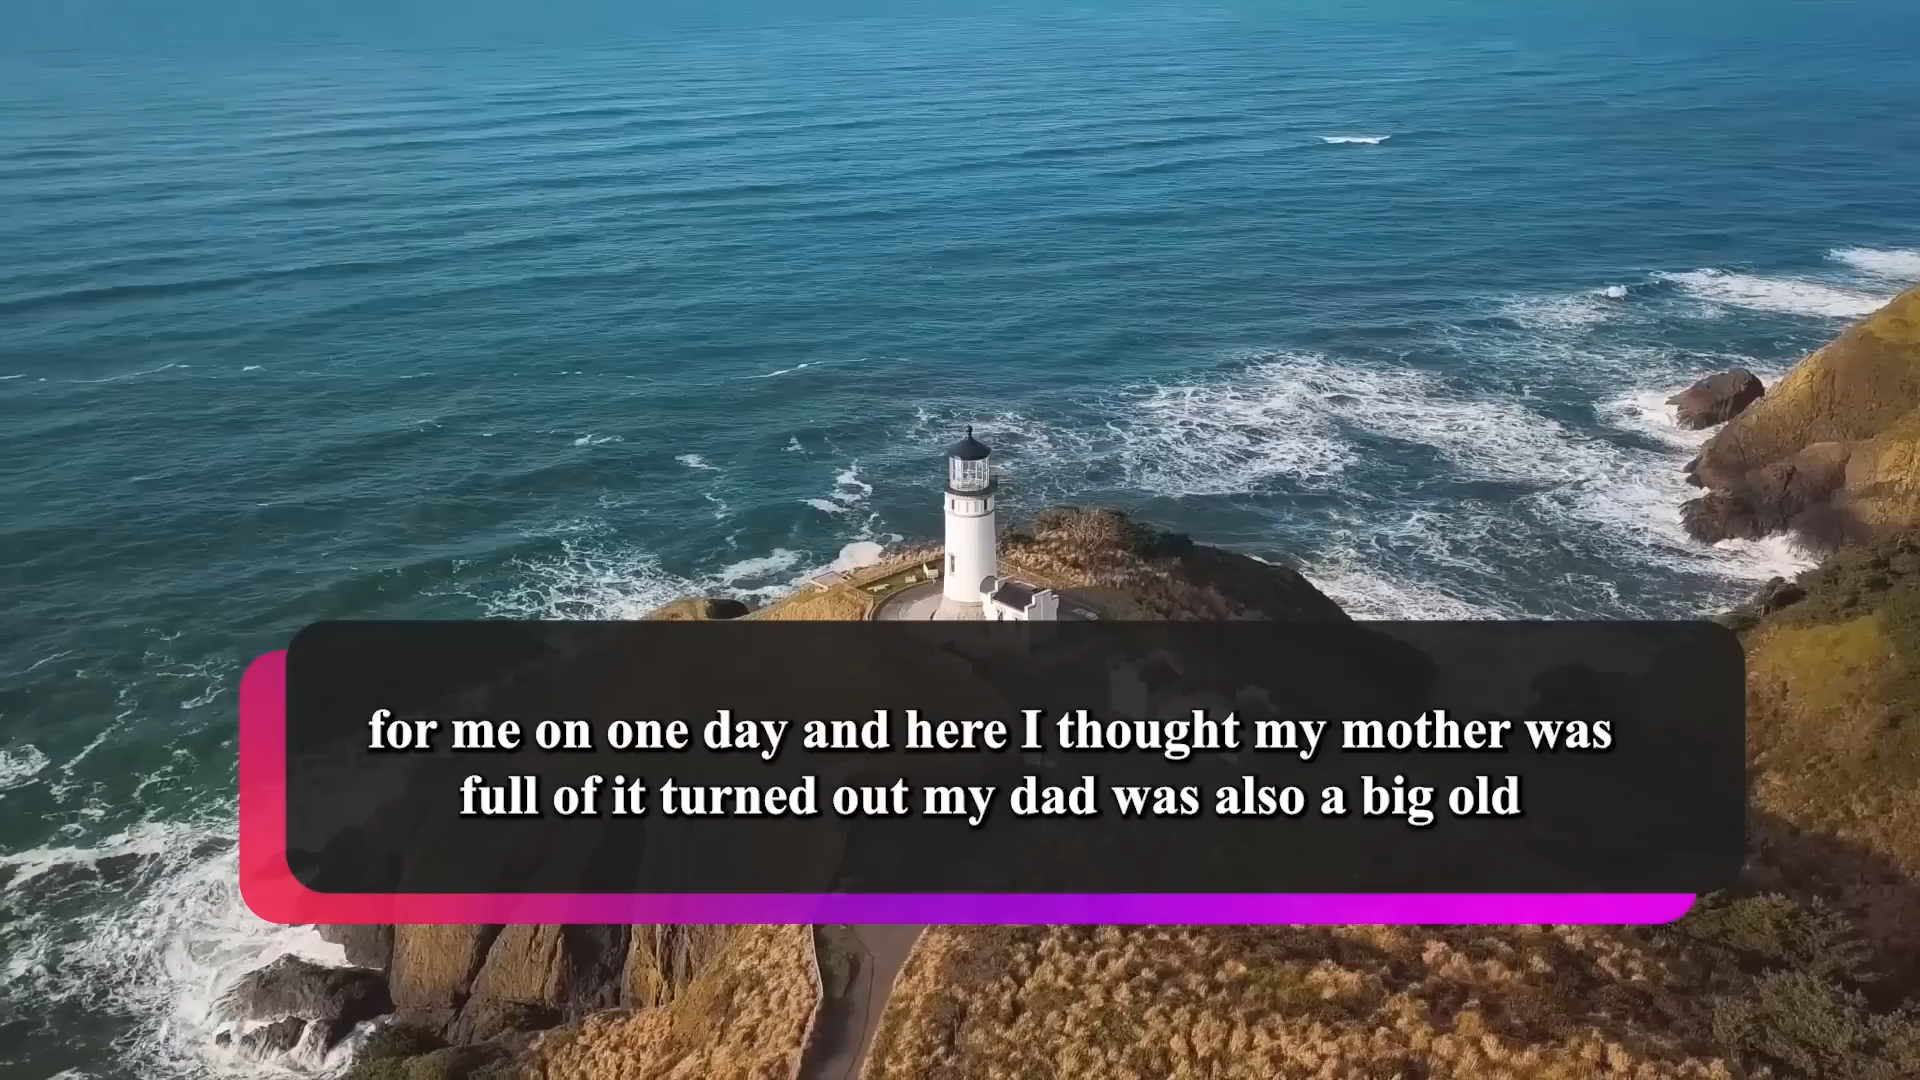 for me on one day and here I thought my mother was
full of it turned out my dad was also a big old